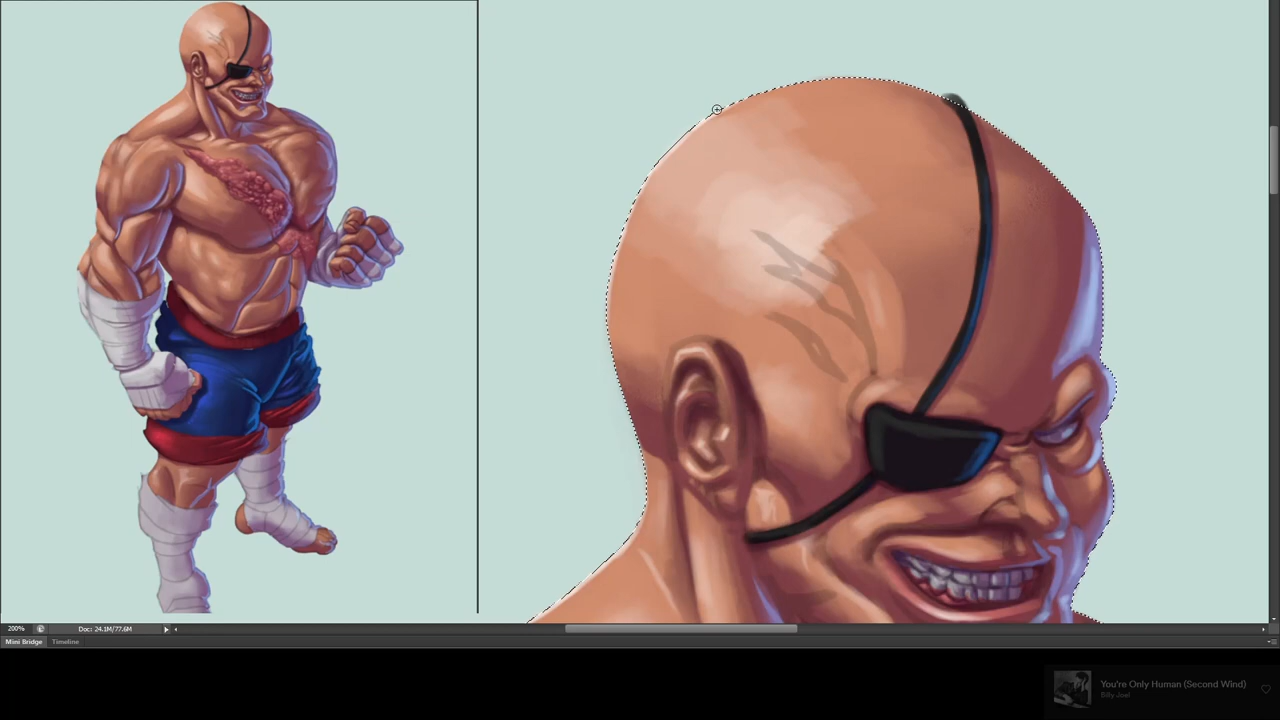 200%
Doc: 24.1M/77.6M
Mini Bridge
Timeline
You're Only Human (Second Wind)
Billy Joel